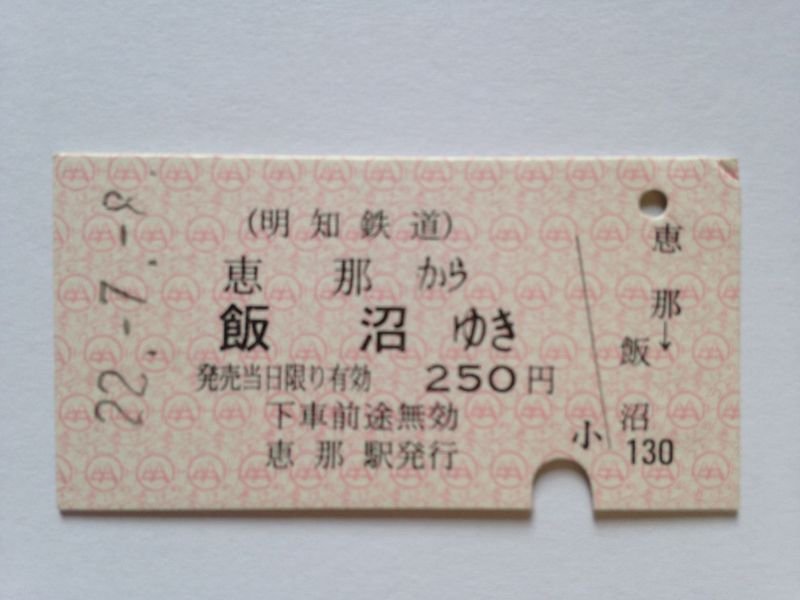 22.-7.-8.
(明知鉄道)
恵那から
飯沼ゆき
発売当日限り有効 250円
下車前途無効
恵那駅発行
小
恵那→
飯沼
130